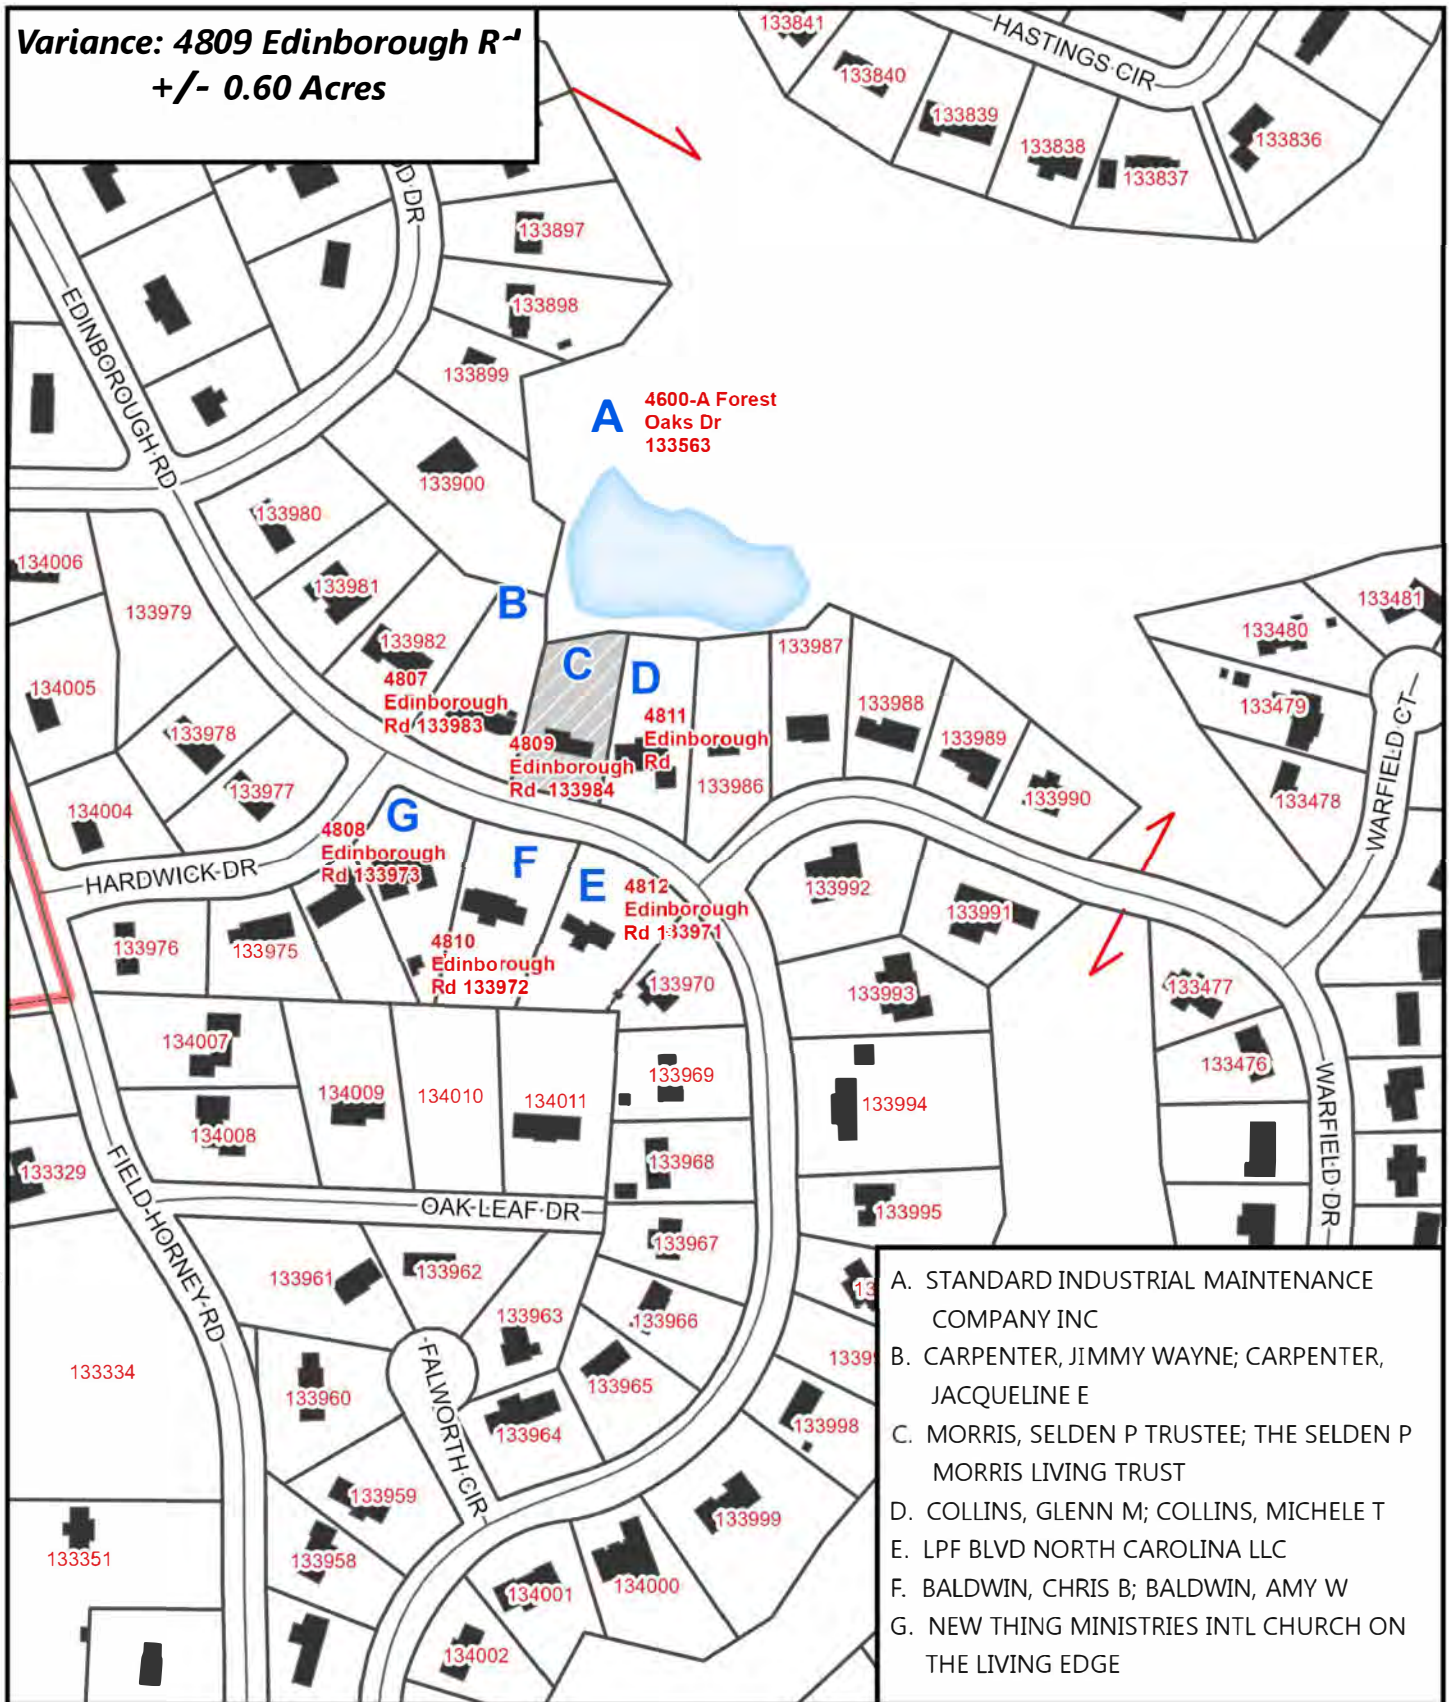 Variance: 4809 Edinborough Rd
+/- 0.60 Acres
133841
HASTINGS CIR
133840
133839
133838
133837
133836
D DR
133897
133898
133899
EDINBOROUGH RD
A
4600-A Forest
Oaks Dr
133563
133900
133980
133981
134006
133979
B
133982
C
D
133987
133481
133480
133479
133478
WARFIELD CT
134005
4807
Edinborough
Rd 133983
4809
Edinborough
Rd 133984
4811
Edinborough
Rd
133986
133988
133989
133990
133978
133977
134004
HARDWICK DR
G
4808
Edinborough
Rd 133973
F
E
4812
Edinborough
Rd 133971
4810
Edinborough
Rd 133972
133992
133991
133976
133975
133970
133993
133477
133476
134007
134009
134010
134011
133969
133994
134008
133968
133329
FIELD HORNEY RD
OAK LEAF DR
133995
WARFIELD DR
133967
133961
133962
133963
133966
133334
133960
FALWORTH CIR
133965
133964
13
1339
133998
133959
133999
133351
133958
134001
134000
134002
A. STANDARD INDUSTRIAL MAINTENANCE
COMPANY INC
B. CARPENTER, JIMMY WAYNE; CARPENTER,
JACQUELINE E
C. MORRIS, SELDEN P TRUSTEE; THE SELDEN P
MORRIS LIVING TRUST
D. COLLINS, GLENN M; COLLINS, MICHELE T
E. LPF BLVD NORTH CAROLINA LLC
F. BALDWIN, CHRIS B; BALDWIN, AMY W
G. NEW THING MINISTRIES INTL CHURCH ON
THE LIVING EDGE